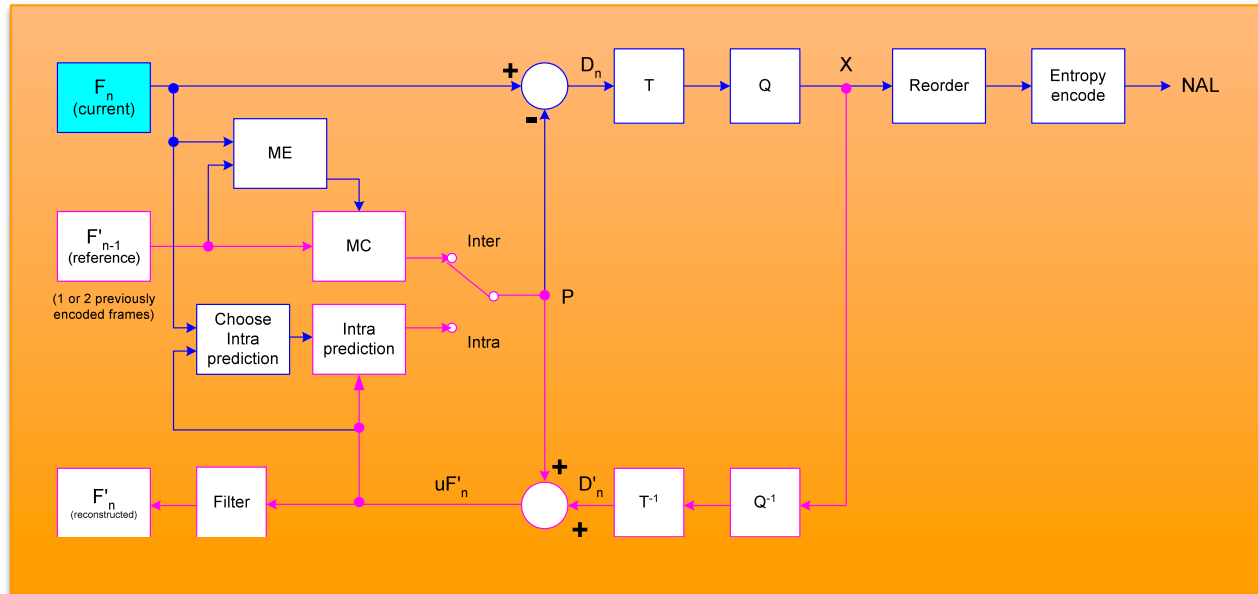 + Dₙ X
Fₙ
(current)
T
Q
Reorder
Entropy
encode
NAL
-
ME
F'ₙ₋₁
(reference)
MC
Inter
(1 or 2 previously
encoded frames)
P
Choose
Intra
prediction
Intra
prediction
Intra
+
F'ₙ
(reconstructed)
Filter
uF'ₙ
D'ₙ
+
T⁻¹
Q⁻¹